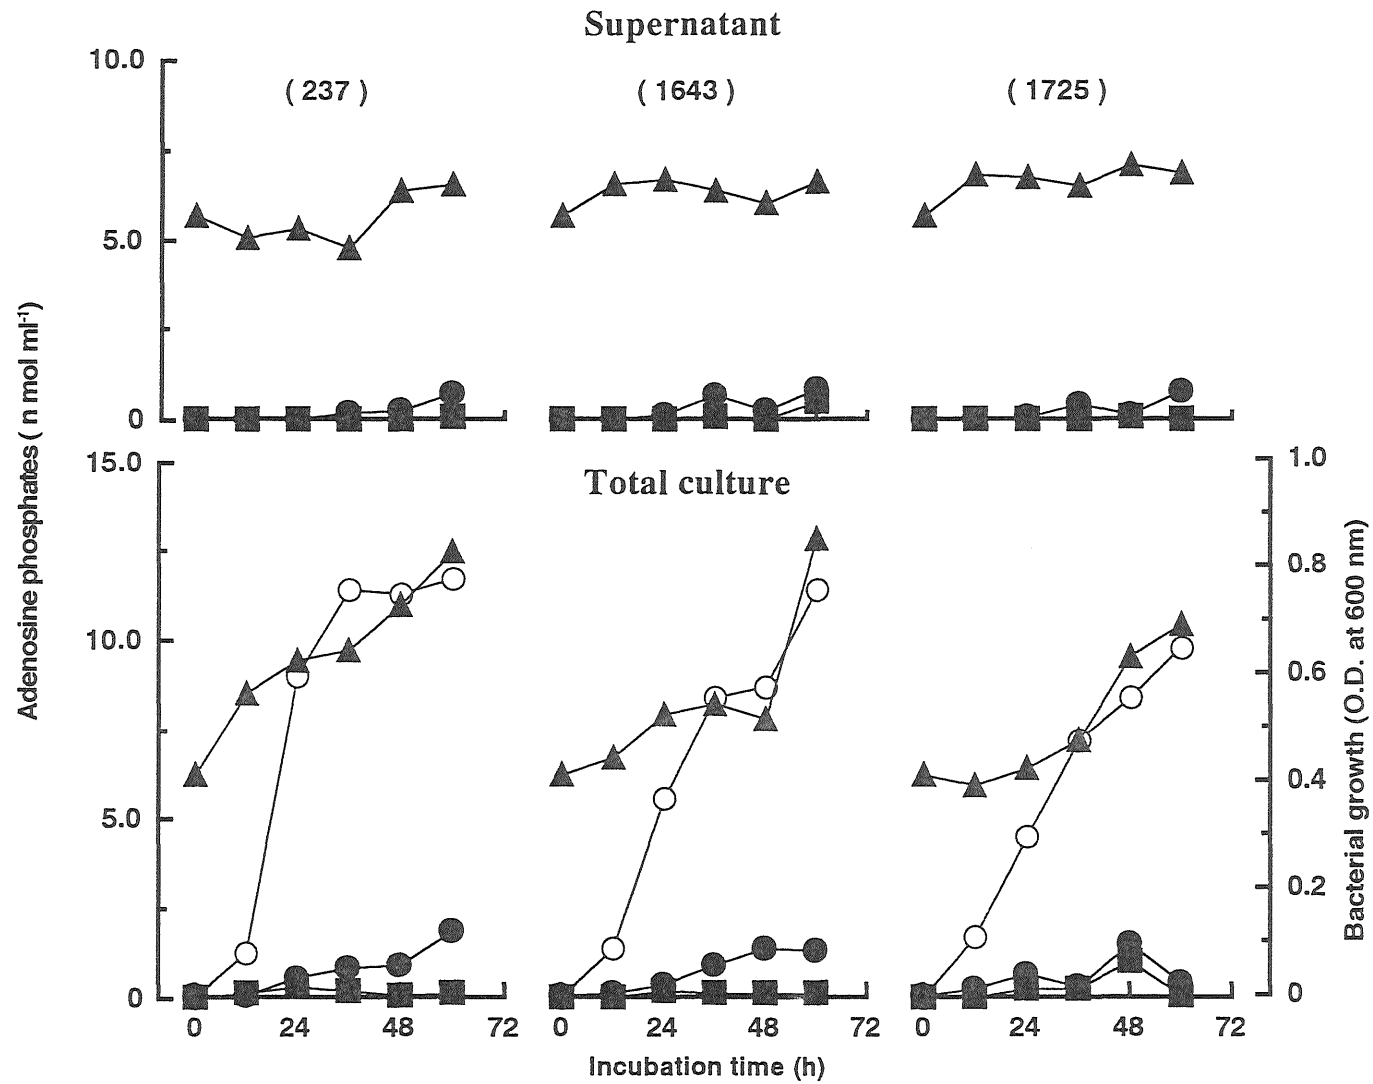 Supernatant
( 237 ) ( 1643 ) ( 1725 )
10.0
5.0
0
Adenosine phosphates ( n mol ml⁻¹)
Total culture
15.0
10.0
5.0
0
1.0
0.8
0.6
0.4
0.2
0
Bacterial growth (O.D. at 600 nm)
0 24 48 72 0 24 48 72 0 24 48 72
Incubation time (h)